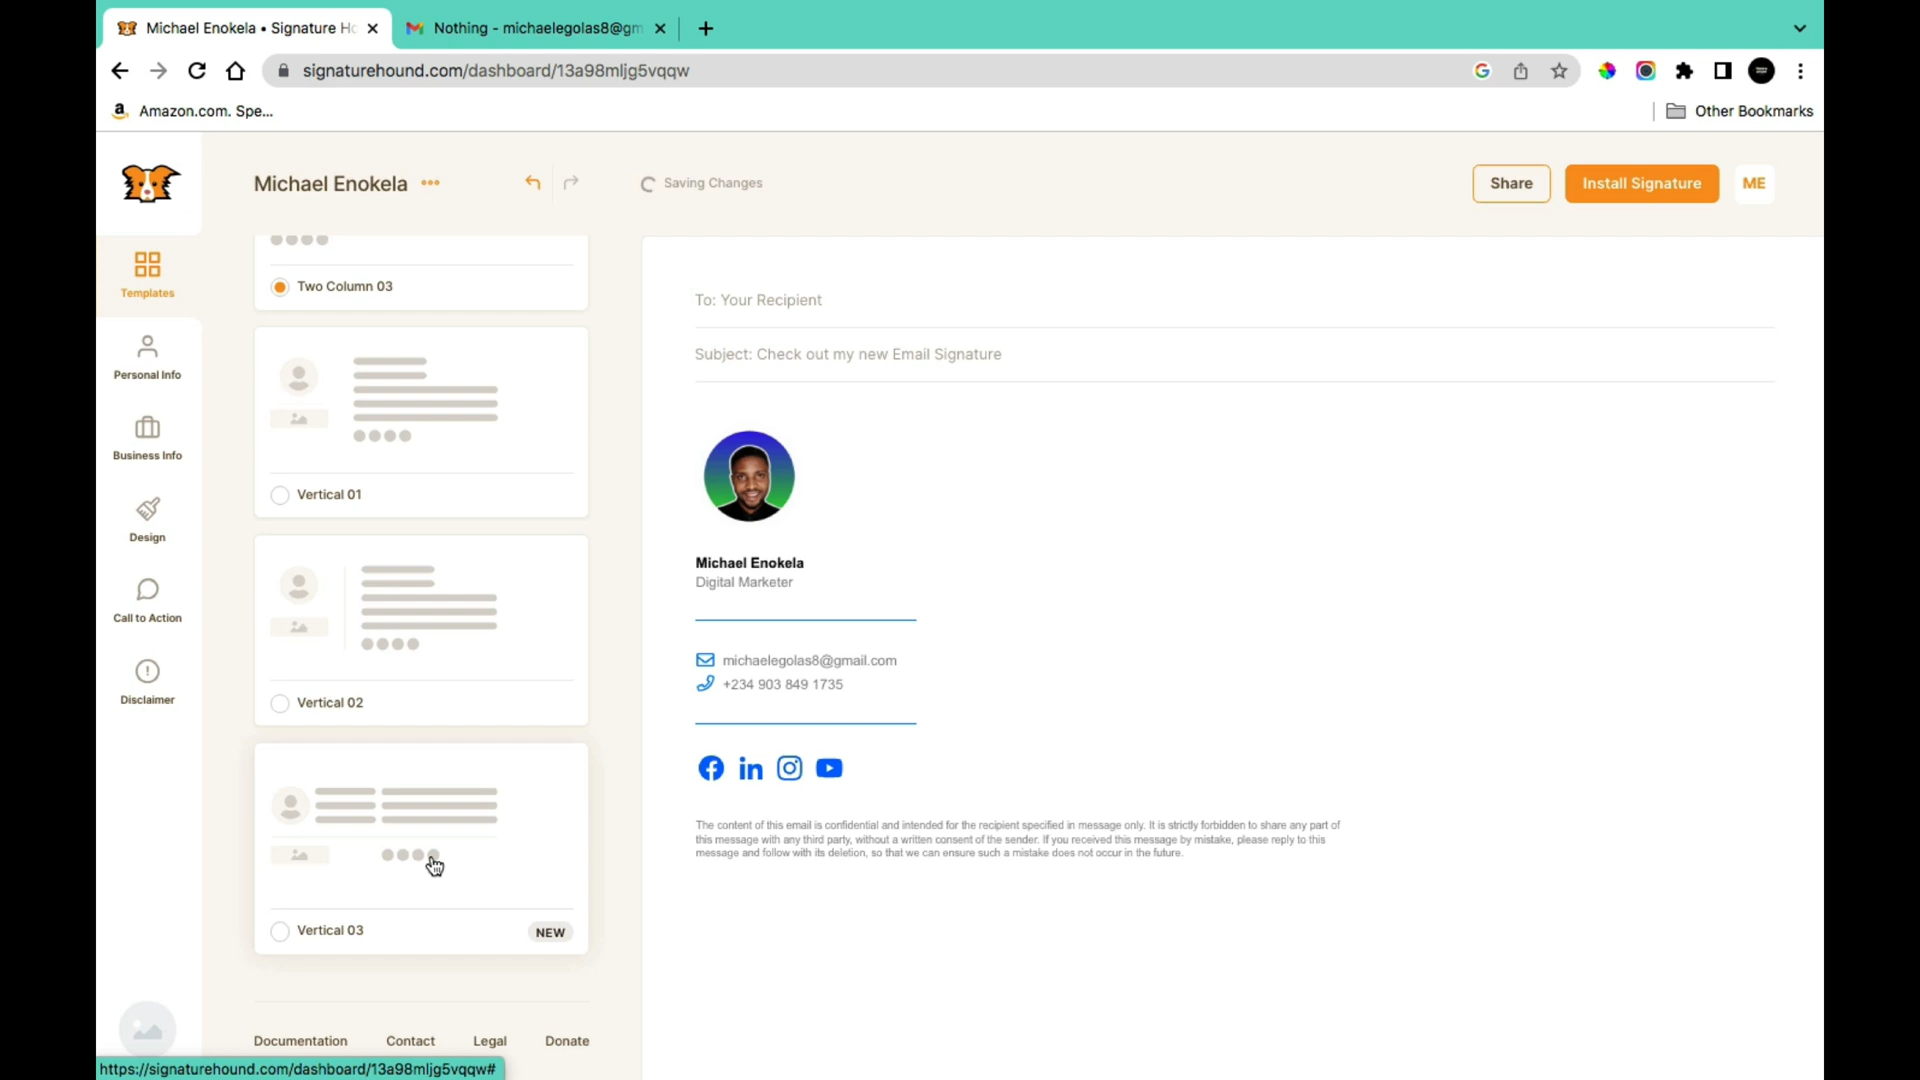 Michael Enokela • Signature Ho
Nothing - michaelegolas8@gm
signaturehound.com/dashboard/13a98mljg5vqqw
Amazon.com. Spe...
Other Bookmarks
Michael Enokela
Saving Changes
Share
Install Signature
ME
Templates
Personal Info
Business Info
Design
Call to Action
Disclaimer
Two Column 03
Vertical 01
Vertical 02
Vertical 03
NEW
To: Your Recipient
Subject: Check out my new Email Signature
Michael Enokela
Digital Marketer
michaelegolas8@gmail.com
+234 903 849 1735
The content of this email is confidential and intended for the recipient specified in message only. It is strictly forbidden to share any part of
this message with any third party, without a written consent of the sender. If you received this message by mistake, please reply to this
message and follow with its deletion, so that we can ensure such a mistake does not occur in the future.
Documentation
Contact
Legal
Donate
https://signaturehound.com/dashboard/13a98mljg5vqqw#